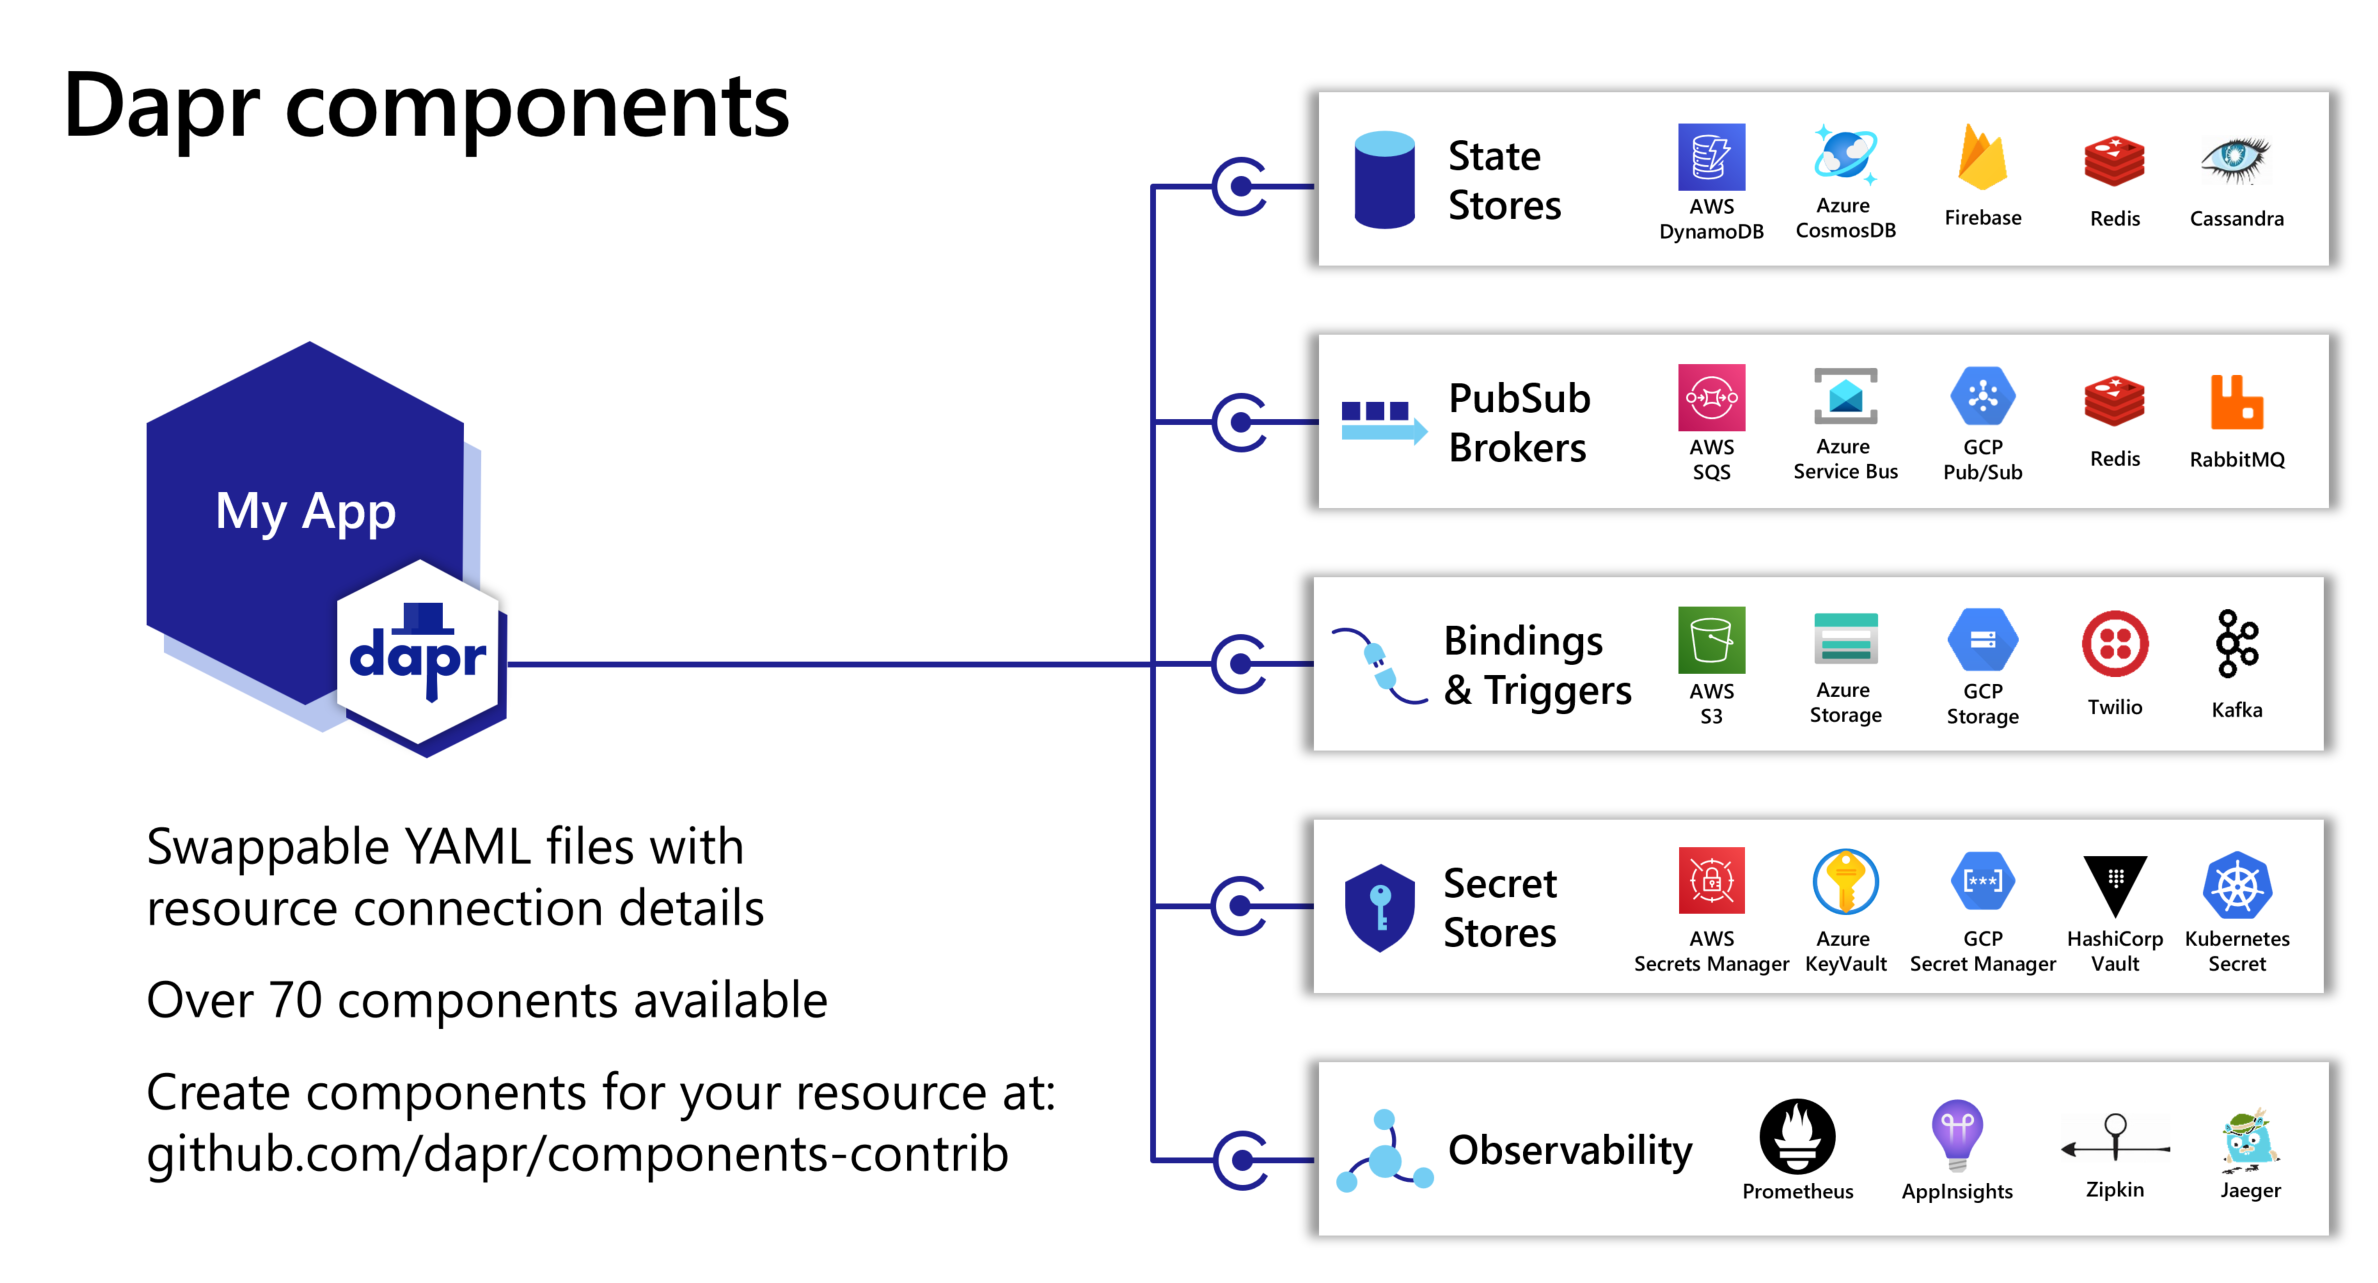 Dapr components
My App
dapr
Swappable YAML files with
resource connection details
Over 70 components available
Create components for your resource at:
github.com/dapr/components-contrib
State
Stores
AWS
DynamoDB
Azure
CosmosDB
Firebase
Redis
Cassandra
PubSub
Brokers
AWS
SQS
Azure
Service Bus
GCP
Pub/Sub
Redis
RabbitMQ
Bindings
& Triggers
AWS
S3
Azure
Storage
GCP
Storage
Twilio
Kafka
Secret
Stores
AWS
Secrets Manager
Azure
KeyVault
[***]
GCP
Secret Manager
HashiCorp
Vault
Kubernetes
Secret
Observability
Prometheus
AppInsights
Zipkin
Jaeger